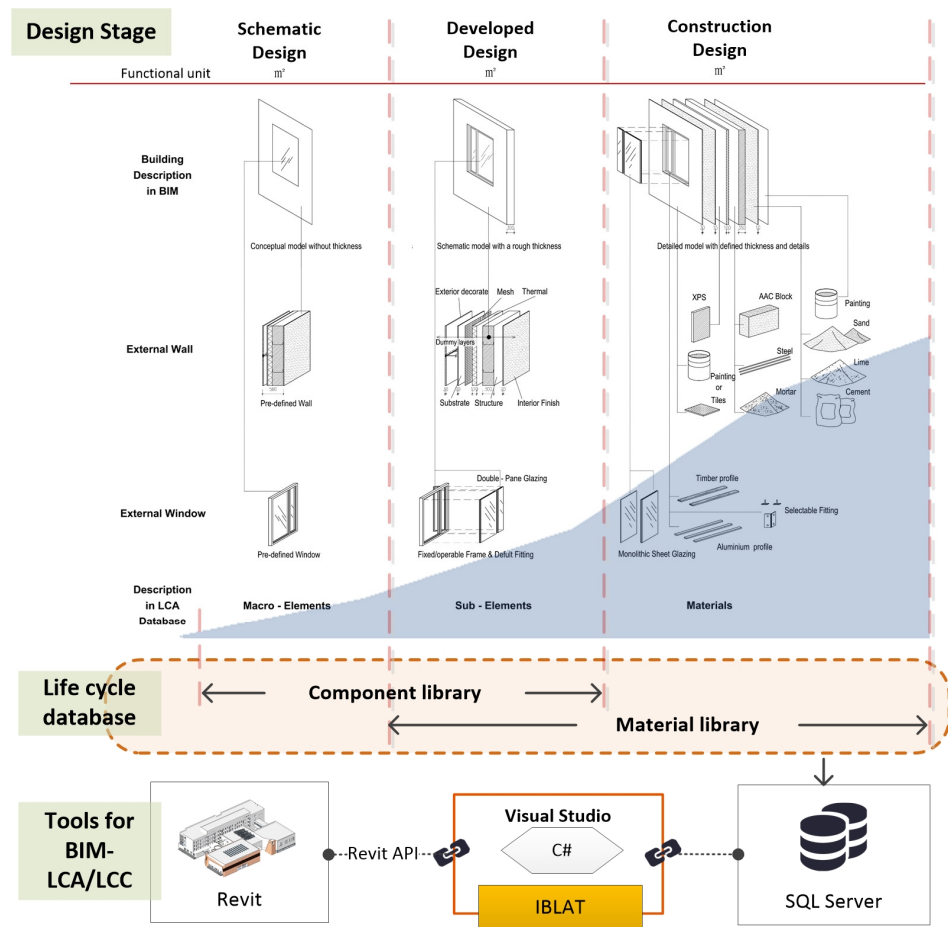 Design Stage
Schematic
Design
Developed
Design
Construction
Design
Functional unit
m²
m²
m²
Building
Description
in BIM
200
Conceptual model without thickness
Schematic model with a rough thickness
Detailed model with defined thickness and details
Exterior decorate
Mesh
Thermal
XPS
AAC Block
Painting
Sand
External Wall
Dummy layers
Steel
Painting
or
Tiles
Lime
Mortar
Cement
Pre-defined Wall
Substrate
Structure
Interior Finish
Double - Pane Glazing
Timber profile
External Window
Selectable Fitting
Pre-defined Window
Fixed/operable Frame & Defult Fitting
Monolithic Sheet Glazing
Aluminium profile
Description
in LCA
Database
Macro - Elements
Sub - Elements
Materials
Life cycle
database
Component library
Material library
Tools for
BIM-
LCA/LCC
Revit
Revit API
Visual Studio
C#
IBLAT
SQL Server